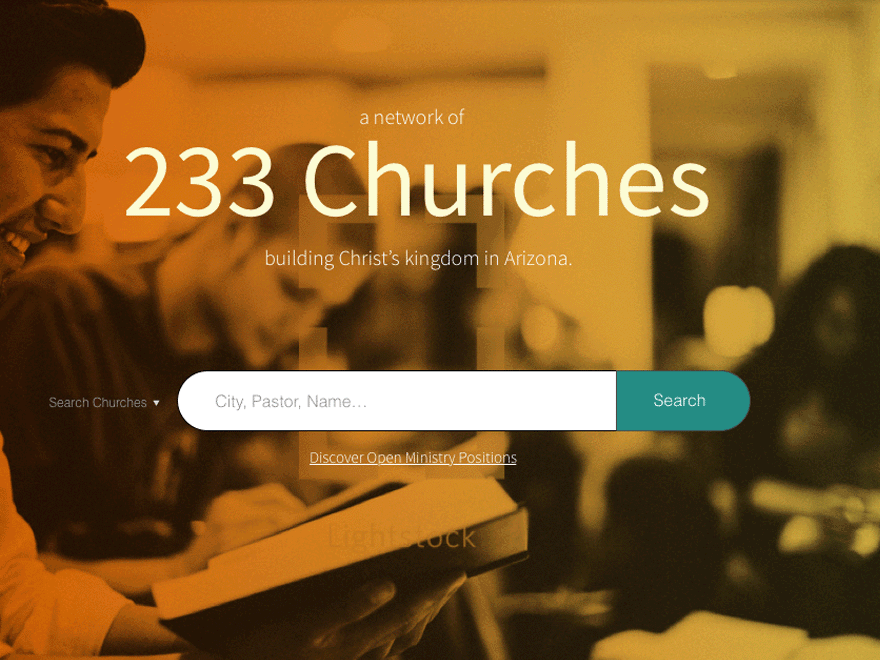 a network of
233 Churches
building Christ’s kingdom in Arizona.
Search Churches ▾
City, Pastor, Name...
Search
Discover Open Ministry Positions
Lightstock